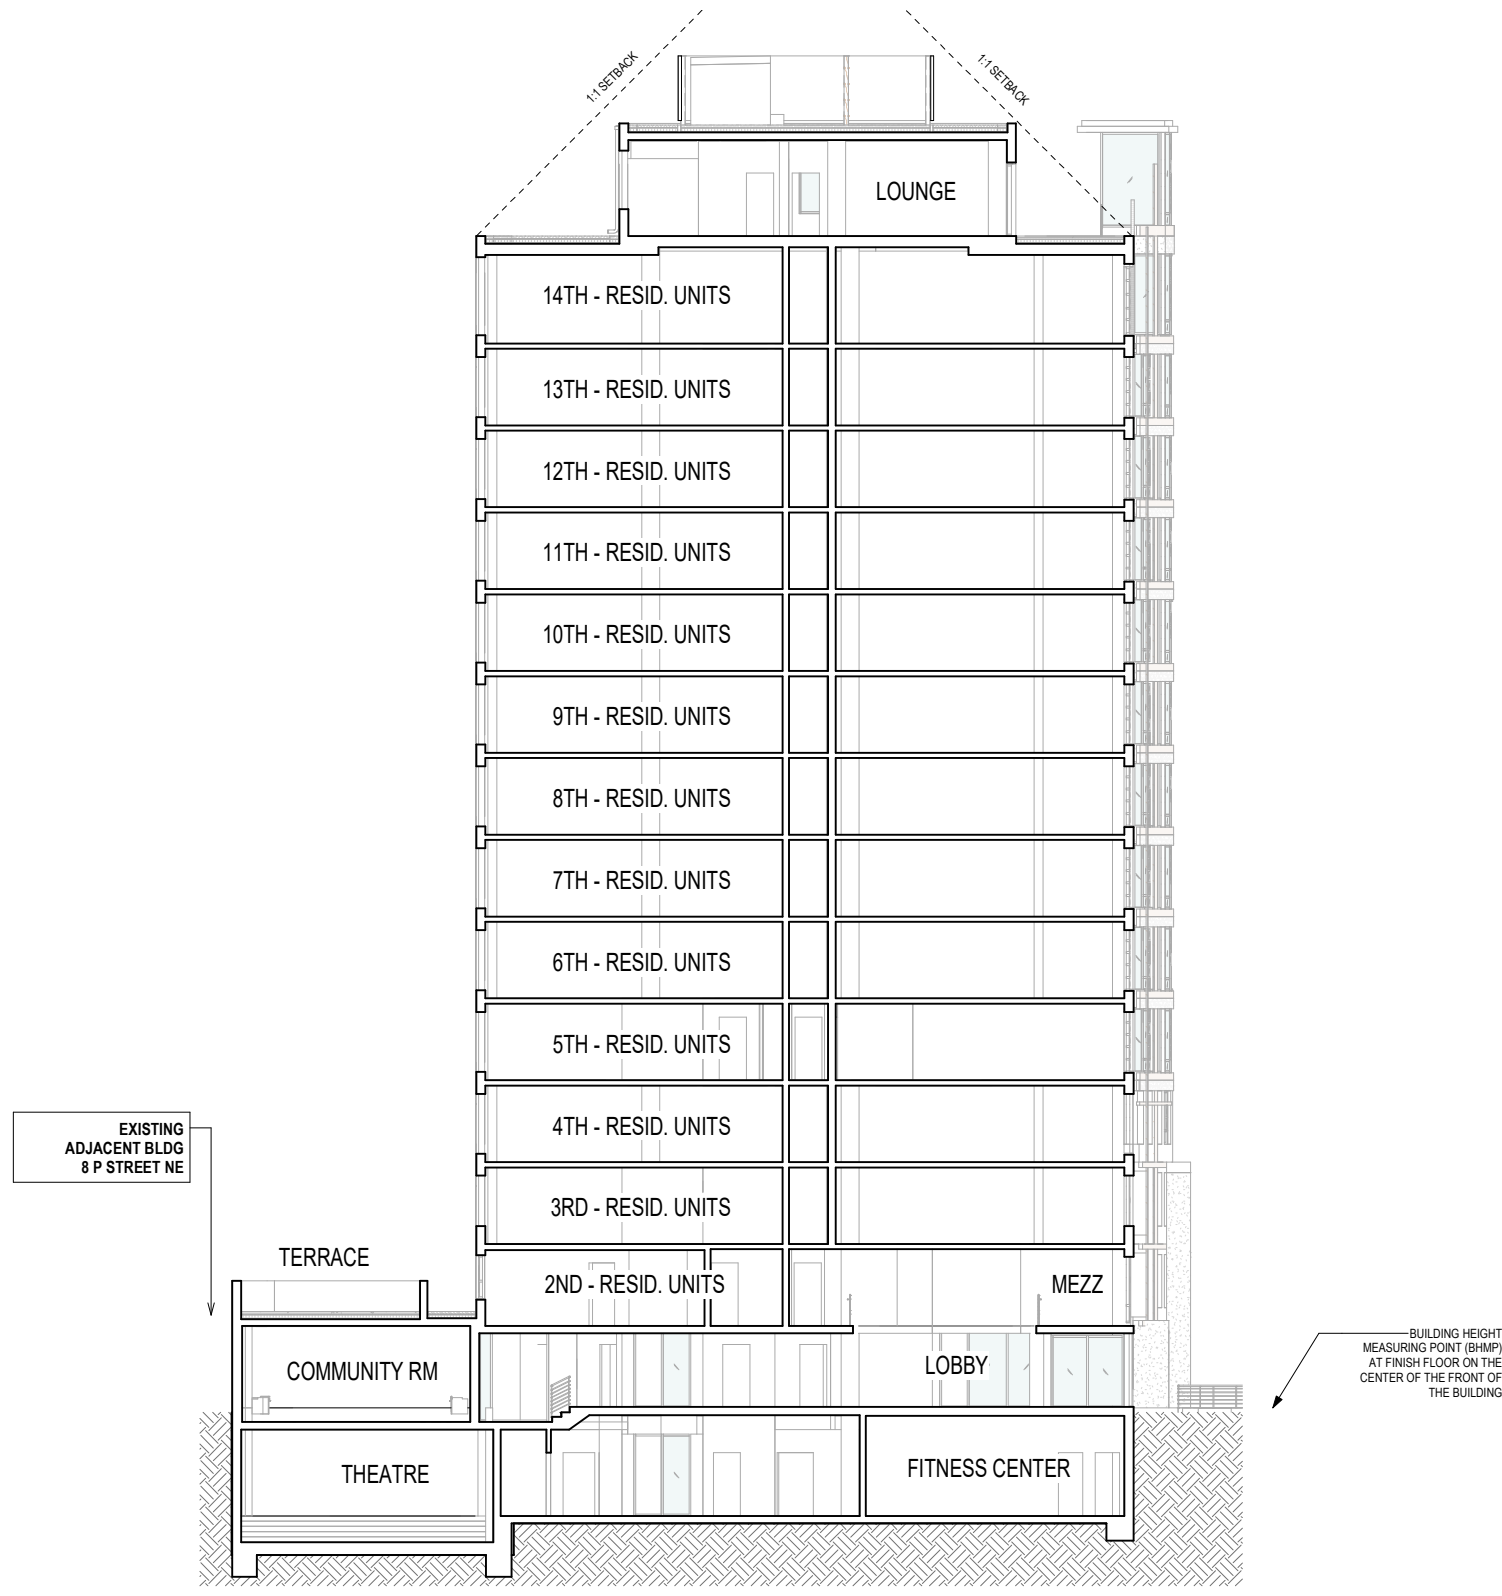 1:1 SETBACK
1:1 SETBACK
LOUNGE
14TH - RESID. UNITS
13TH - RESID. UNITS
12TH - RESID. UNITS
11TH - RESID. UNITS
10TH - RESID. UNITS
9TH - RESID. UNITS
8TH - RESID. UNITS
7TH - RESID. UNITS
6TH - RESID. UNITS
5TH - RESID. UNITS
4TH - RESID. UNITS
EXISTING
ADJACENT BLDG
8 P STREET NE
3RD - RESID. UNITS
TERRACE
2ND - RESID. UNITS
MEZZ
COMMUNITY RM
LOBBY
BUILDING HEIGHT
MEASURING POINT (BHMP)
AT FINISH FLOOR ON THE
CENTER OF THE FRONT OF
THE BUILDING
THEATRE
FITNESS CENTER